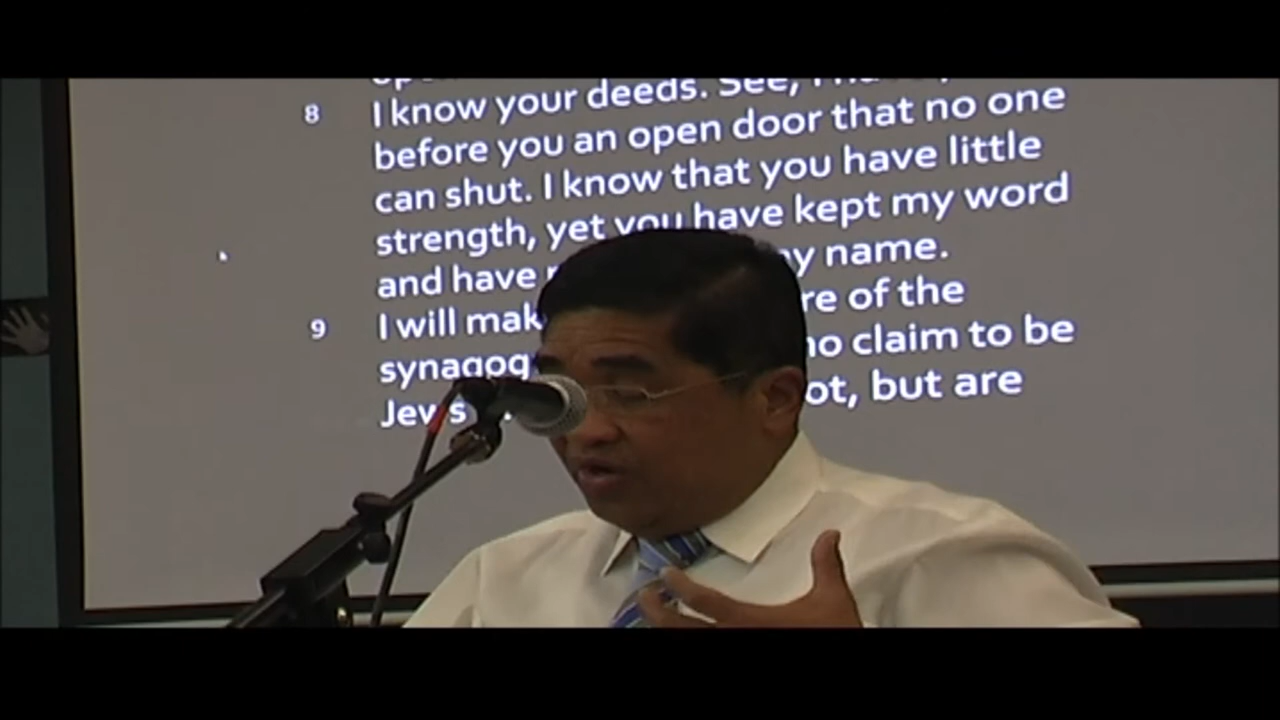 8 I know your deeds. See, I
before you an open door that no one
can shut. I know that you have little
strength, yet you have kept my word
and have my name.
9 I will mak re of the
synagog ho claim to be
Jews ot, but are